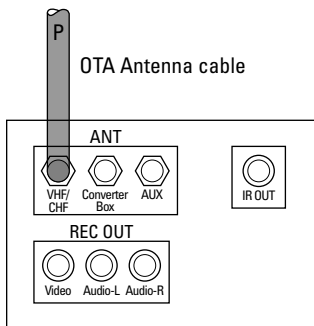 P
OTA Antenna cable
ANT
VHF/
CHF
Converter
Box
AUX
IR OUT
REC OUT
Video
Audio-L
Audio-R